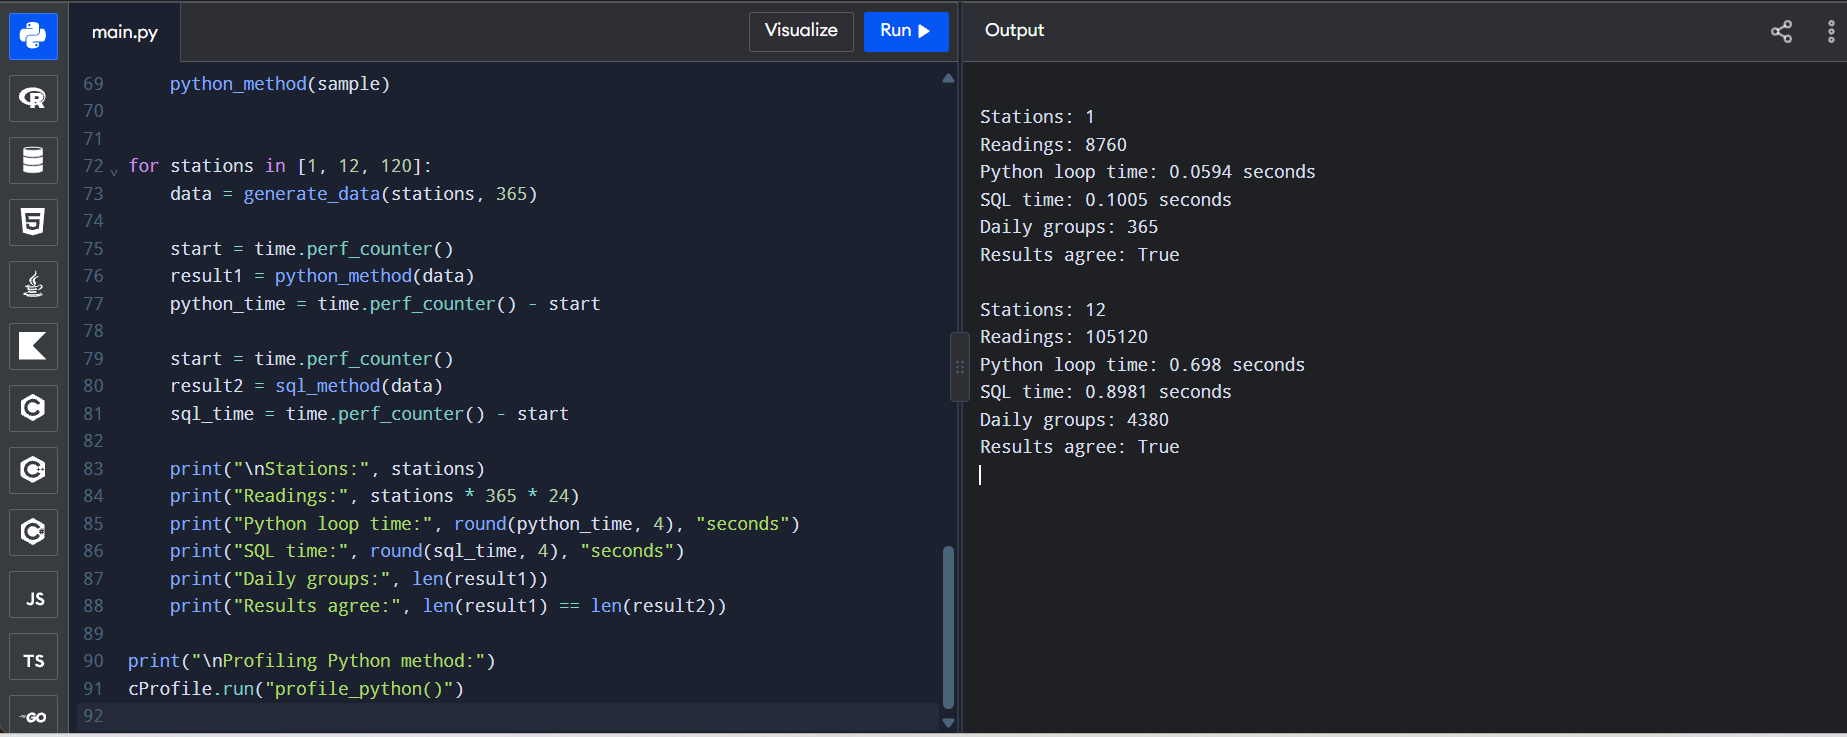 main.py
Visualize
Run
Output
69     python_method(sample)
70
71
72 for stations in [1, 12, 120]:
73     data = generate_data(stations, 365)
74
75     start = time.perf_counter()
76     result1 = python_method(data)
77     python_time = time.perf_counter() - start
78
79     start = time.perf_counter()
80     result2 = sql_method(data)
81     sql_time = time.perf_counter() - start
82
83     print("\nStations:", stations)
84     print("Readings:", stations * 365 * 24)
85     print("Python loop time:", round(python_time, 4), "seconds")
86     print("SQL time:", round(sql_time, 4), "seconds")
87     print("Daily groups:", len(result1))
88     print("Results agree:", len(result1) == len(result2))
89
90 print("\nProfiling Python method:")
91 cProfile.run("profile_python()")
92
Stations: 1
Readings: 8760
Python loop time: 0.0594 seconds
SQL time: 0.1005 seconds
Daily groups: 365
Results agree: True
Stations: 12
Readings: 105120
Python loop time: 0.698 seconds
SQL time: 0.8981 seconds
Daily groups: 4380
Results agree: True
R
5
C
C
C
JS
TS
GO